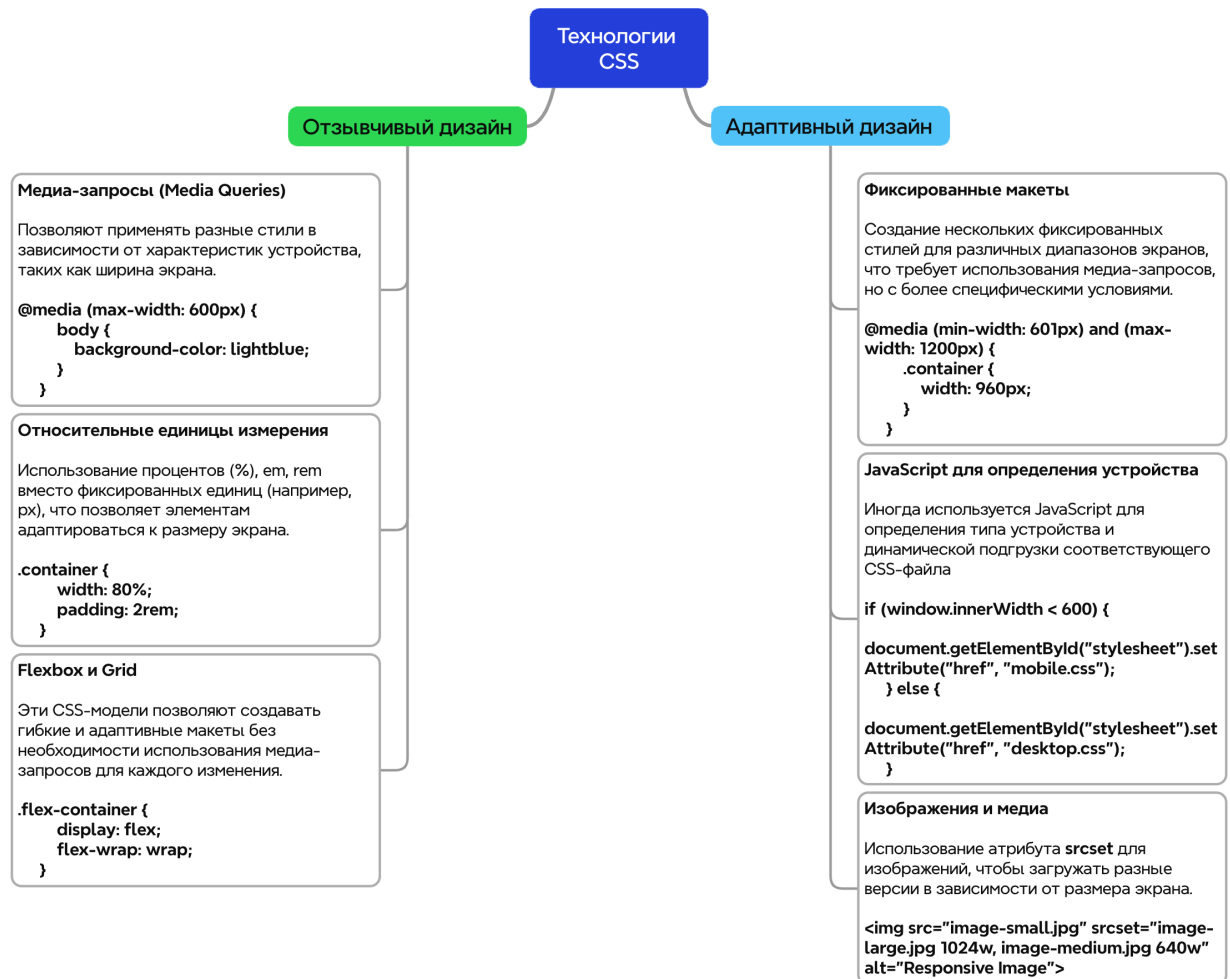 Технологии
CSS
Отзывчивый дизайн
Медиа-запросы (Media Queries)
Позволяют применять разные стили в
зависимости от характеристик устройства,
таких как ширина экрана.
@media (max-width: 600px) {
body {
background-color: lightblue;
}
}
Относительные единицы измерения
Использование процентов (%), em, rem
вместо фиксированных единиц (например,
px), что позволяет элементам
адаптироваться к размеру экрана.
.container {
width: 80%;
padding: 2rem;
}
Flexbox и Grid
Эти CSS-модели позволяют создавать
гибкие и адаптивные макеты без
необходимости использования медиа-
запросов для каждого изменения.
.flex-container {
display: flex;
flex-wrap: wrap;
}
Адаптивный дизайн
Фиксированные макеты
Создание нескольких фиксированных
стилей для различных диапазонов экранов,
что требует использования медиа-запросов,
но с более специфическими условиями.
@media (min-width: 601px) and (max-
width: 1200px) {
.container {
width: 960px;
}
}
JavaScript для определения устройства
Иногда используется JavaScript для
определения типа устройства и
динамической подгрузки соответствующего
CSS-файла
if (window.innerWidth < 600) {
document.getElementById("stylesheet").set
Attribute("href", "mobile.css");
} else {
document.getElementById("stylesheet").set
Attribute("href", "desktop.css");
}
Изображения и медиа
Использование атрибута srcset для
изображений, чтобы загружать разные
версии в зависимости от размера экрана.
<img src="image-small.jpg" srcset="image-
large.jpg 1024w, image-medium.jpg 640w"
alt="Responsive Image">